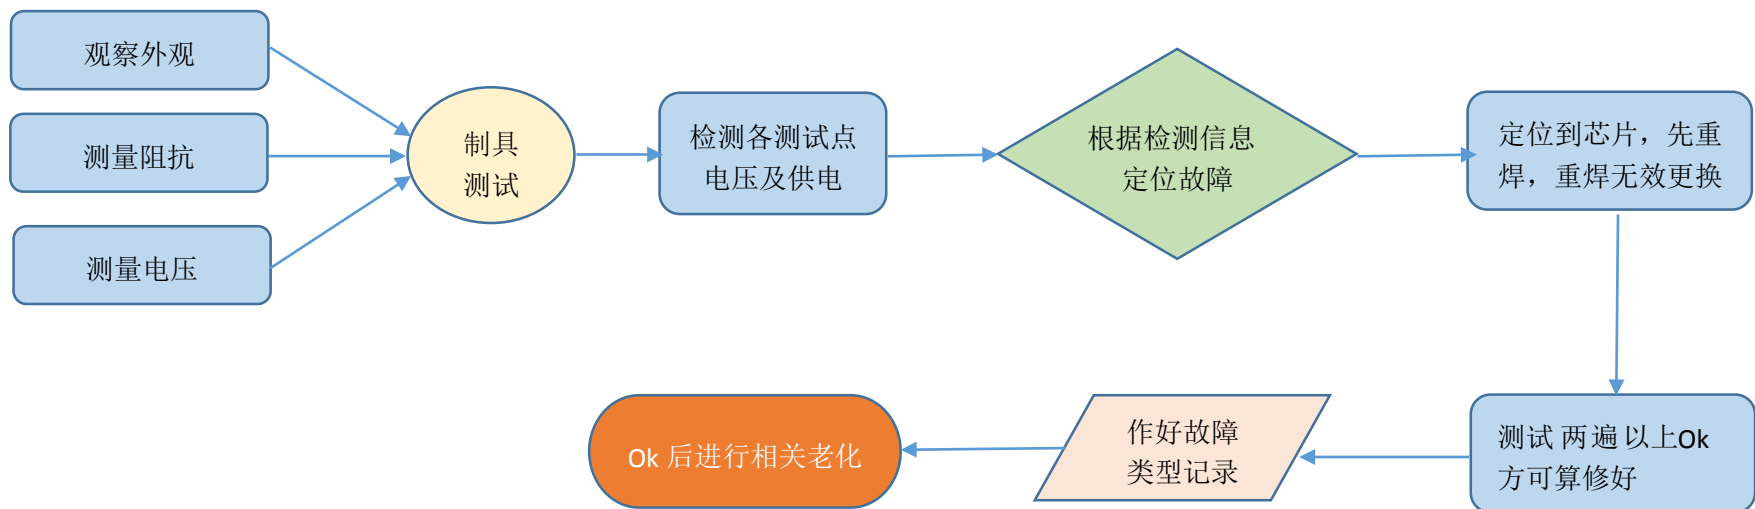 观察外观
测量阻抗
测量电压
制具
测试
检测各测试点
电压及供电
根据检测信息
定位故障
定位到芯片，先重
焊，重焊无效更换
测试 两遍以上Ok
方可算修好
作好故障
类型记录
Ok 后进行相关老化